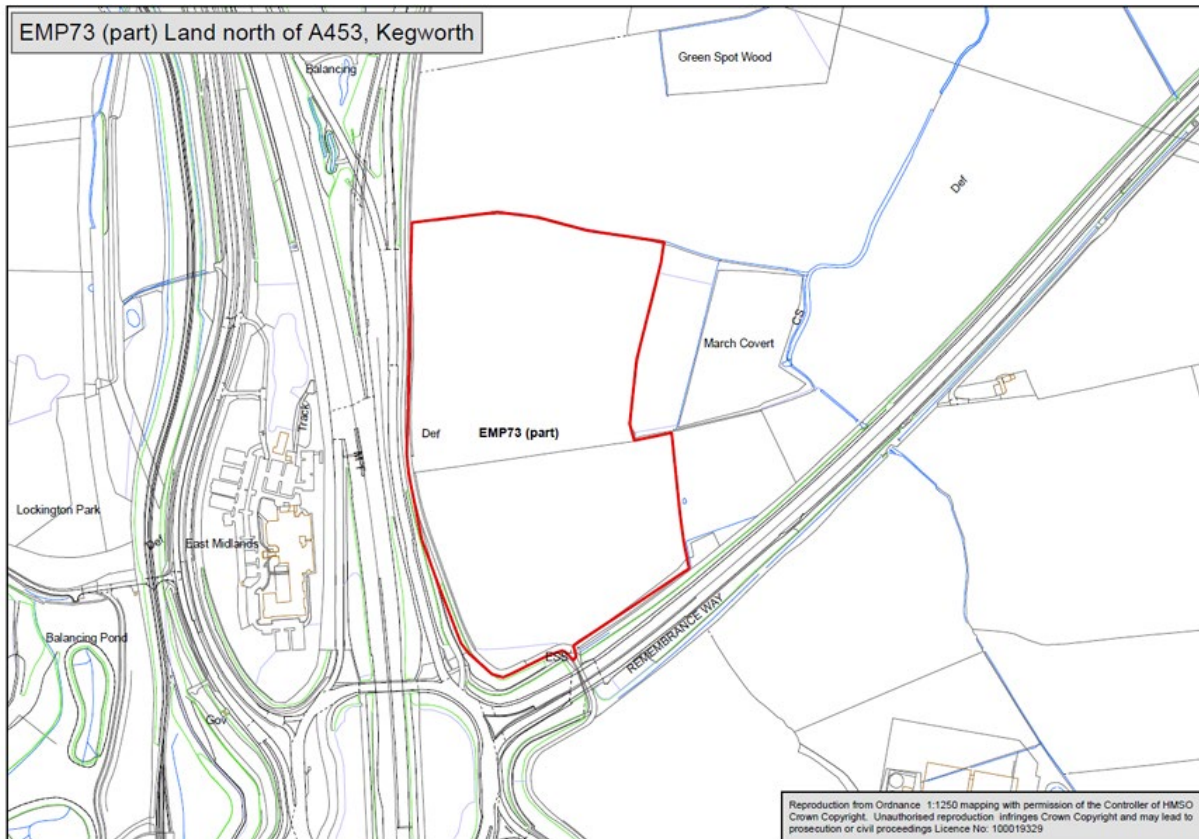 EMP73 (part) Land north of A453, Kegworth
Balancing
Green Spot Wood
Def
March Covert
CS
Def
EMP73 (part)
Track
M 1
Lockington Park
Def
East Midlands
Balancing Pond
REMEMBRANCE WAY
ESS
Gov
Reproduction from Ordnance 1:1250 mapping with permission of the Controller of HMSO
Crown Copyright. Unauthorised reproduction infringes Crown Copyright and may lead to
prosecution or civil proceedings Licence No: 100019329